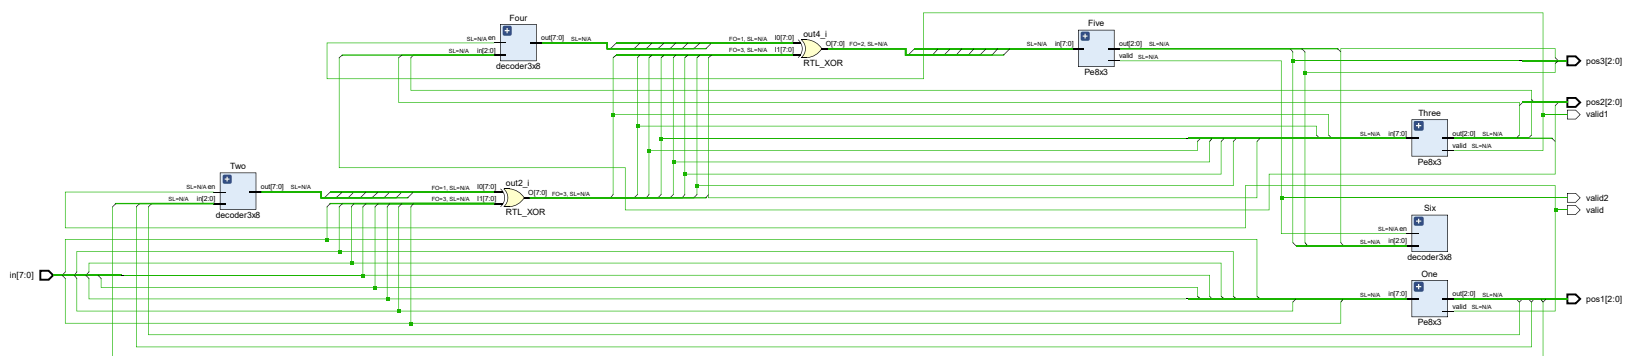 Four
SL=N/A en
SL=N/A in[2:0]
out[7:0] SL=N/A
decoder3x8
FO=1, SL=N/A I0[7:0]
FO=3, SL=N/A I1[7:0]
out4_i
O[7:0] FO=2, SL=N/A
RTL_XOR
Five
SL=N/A in[7:0]
out[2:0] SL=N/A
valid SL=N/A
Pe8x3
pos3[2:0]
pos2[2:0]
valid1
Three
SL=N/A in[7:0]
out[2:0] SL=N/A
valid SL=N/A
Pe8x3
Two
SL=N/A en
SL=N/A in[2:0]
out[7:0] SL=N/A
decoder3x8
FO=1, SL=N/A I0[7:0]
FO=3, SL=N/A I1[7:0]
out2_i
O[7:0] FO=3, SL=N/A
RTL_XOR
valid2
valid
Six
SL=N/A en
SL=N/A in[2:0]
decoder3x8
in[7:0]
One
SL=N/A in[7:0]
out[2:0] SL=N/A
valid SL=N/A
Pe8x3
pos1[2:0]